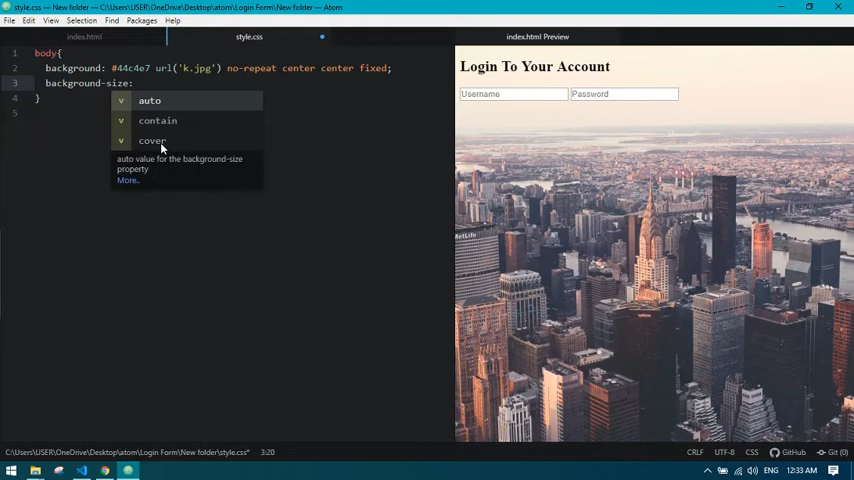 style.css — New folder — C:\Users\USER\OneDrive\Desktop\atom\Login Form\New folder\style.css — Atom
File Edit View Selection Find Packages Help
index.html style.css index.html Preview
1 body{
2 background: #44c4e7 url('k.jpg') no-repeat center center fixed;
3 background-size:
4 }
5
v auto
v contain
v cover
auto value for the background-size
property
More..
Login To Your Account
Username Password
MetLife
C:\Users\USER\OneDrive\Desktop\atom\Login Form\New folder\style.css* 3:20 CRLF UTF-8 CSS GitHub Git (0)
ENG 12:33 AM